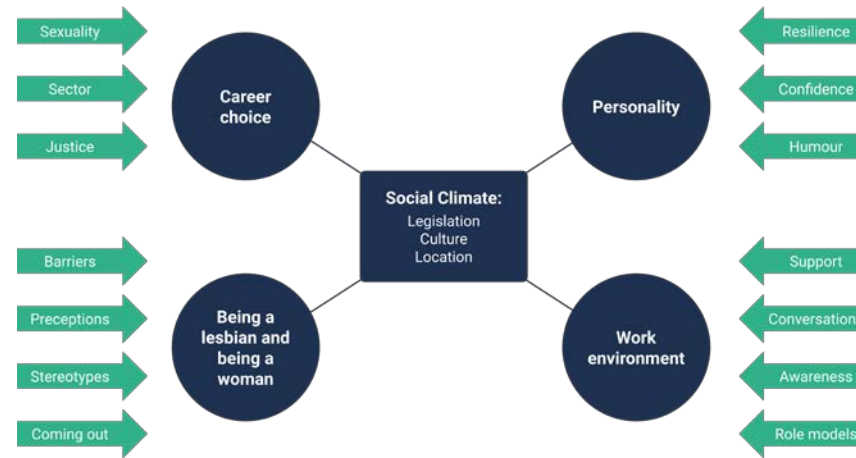 Sexuality
Sector
Justice
Career
choice
Personality
Resilience
Confidence
Humour
Social Climate:
Legislation
Culture
Location
Barriers
Preceptions
Stereotypes
Coming out
Being a
lesbian and
being a
woman
Work
environment
Support
Conversation
Awareness
Role models